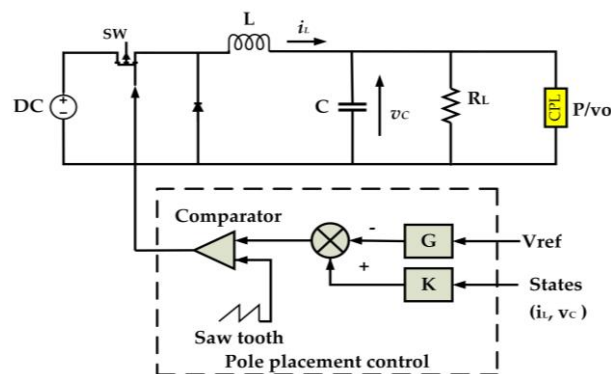 SW
L
iL
DC
C
vC
RL
CPL
P/vo
Comparator
-
G
Vref
+
K
States
(iL, vC )
Saw tooth
Pole placement control